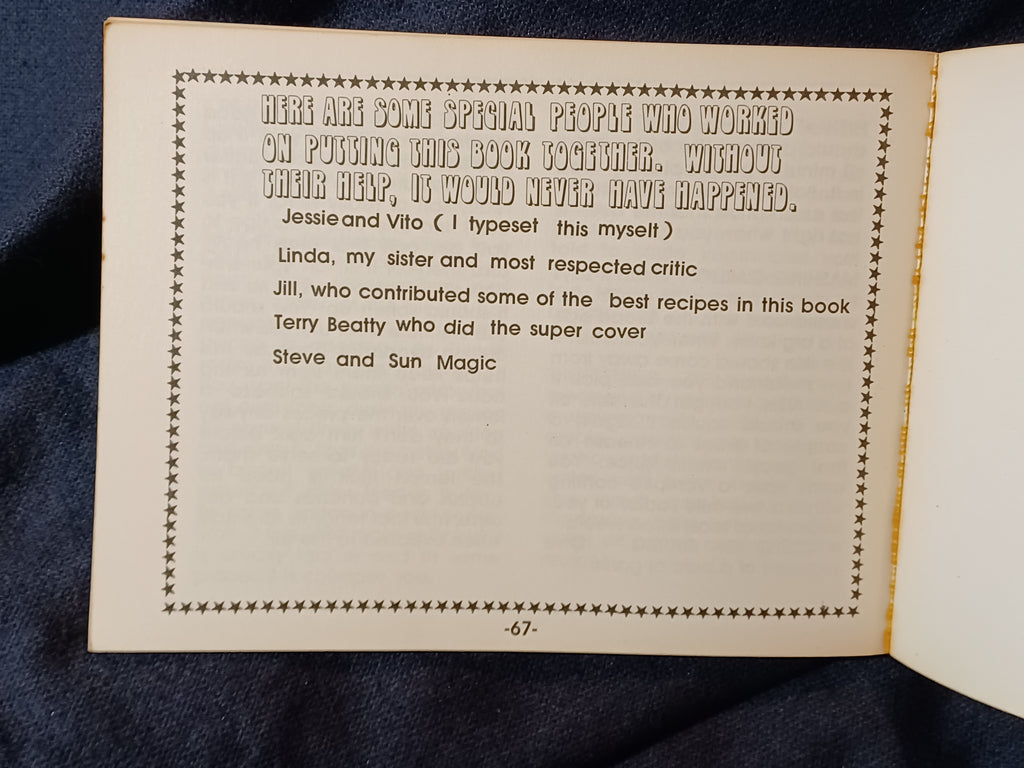 HERE ARE SOME SPECIAL PEOPLE WHO WORKED
ON PUTTING THIS BOOK TOGETHER. WITHOUT
THEIR HELP, IT WOULD NEVER HAVE HAPPENED.
Jessie and Vito ( I typeset this myselt )
Linda, my sister and most respected critic
Jill, who contributed some of the best recipes in this book
Terry Beatty who did the super cover
Steve and Sun Magic
-67-